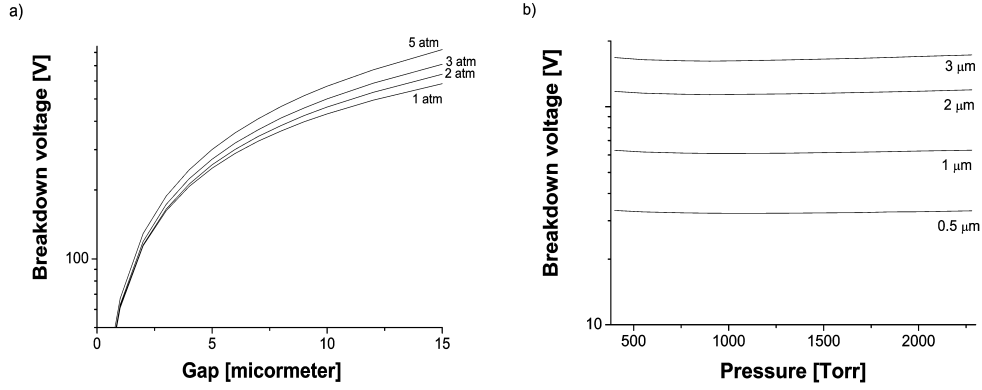 a)
Breakdown voltage [V]
100
5 atm
3 atm
2 atm
1 atm
0
5
10
15
Gap [micormeter]
b)
Breakdown voltage [V]
10
3 μm
2 μm
1 μm
0.5 μm
500
1000
1500
2000
Pressure [Torr]